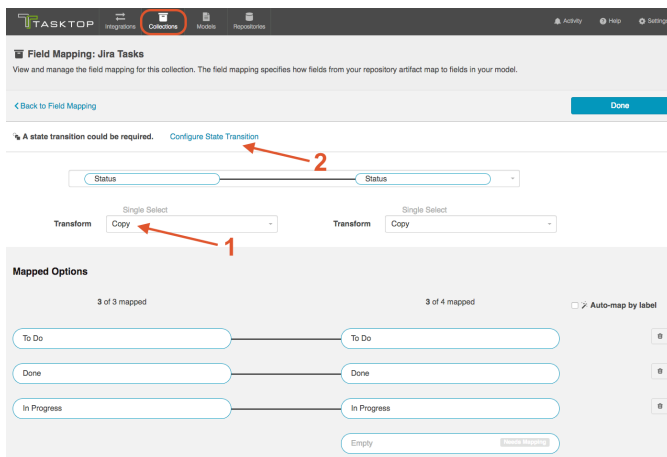 TASKTOP
Integrations
Collections
Models
Repositories
Activity
Help
Settings
Field Mapping: Jira Tasks
View and manage the field mapping for this collection. The field mapping specifies how fields from your repository artifact map to fields in your model.
Back to Field Mapping
Done
A state transition could be required. Configure State Transition
2
Status Status
Single Select Single Select
Transform Copy Transform Copy
1
Mapped Options
3 of 3 mapped 3 of 4 mapped Auto-map by label
To Do To Do
Done Done
In Progress In Progress
Empty Needs Mapping